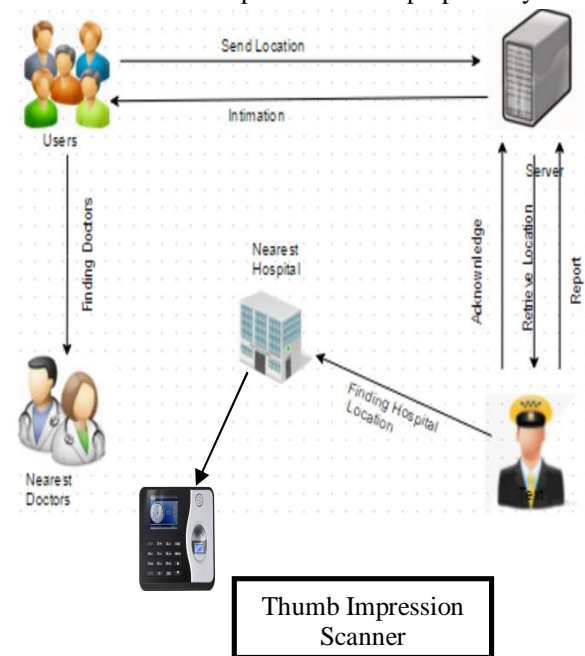 Send Location
Intimation
Users
Server
Finding Doctors
Acknowledge
Retrieve Location
Report
Nearest
Hospital
Finding Hospital
Location
Nearest
Doctors
Text
Thumb Impression
Scanner